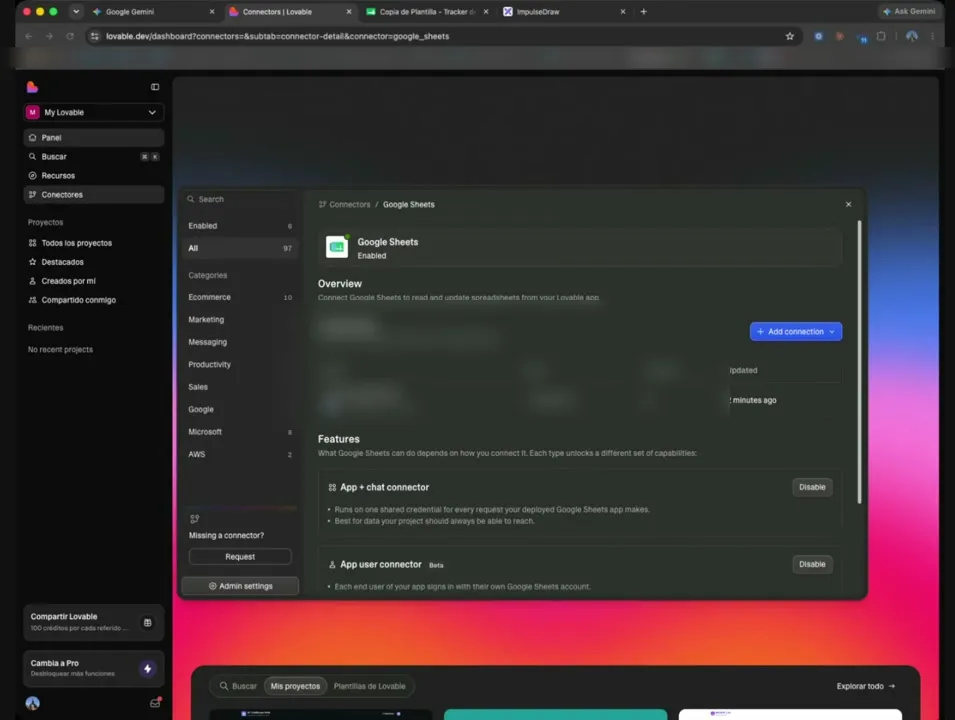 Google Gemini
Connectors | Lovable
Copia de Plantilla - Tracker d
ImpulseDraw
Ask Gemini
lovable.dev/dashboard?connectors=&subtab=connector-detail&connector=google_sheets
M My Lovable
Panel
Buscar ⌘ K
Recursos
Conectores
Proyectos
Todos los proyectos
Destacados
Creados por mí
Compartido conmigo
Recientes
No recent projects
Compartir Lovable
100 créditos por cada referido ...
Cambia a Pro
Desbloquear más funciones
Search
Enabled 8
All 97
Categories
Ecommerce 10
Marketing
Messaging
Productivity
Sales
Google
Microsoft 8
AWS 2
Missing a connector?
Request
Admin settings
Connectors / Google Sheets
Google Sheets
Enabled
Overview
Connect Google Sheets to read and update spreadsheets from your Lovable app.
+ Add connection
Updated
2 minutes ago
Features
What Google Sheets can do depends on how you connect it. Each type unlocks a different set of capabilities:
App + chat connector
Disable
• Runs on one shared credential for every request your deployed Google Sheets app makes.
• Best for data your project should always be able to reach.
App user connector Beta
Disable
• Each end user of your app signs in with their own Google Sheets account.
Buscar
Mis proyectos
Plantillas de Lovable
Explorar todo →